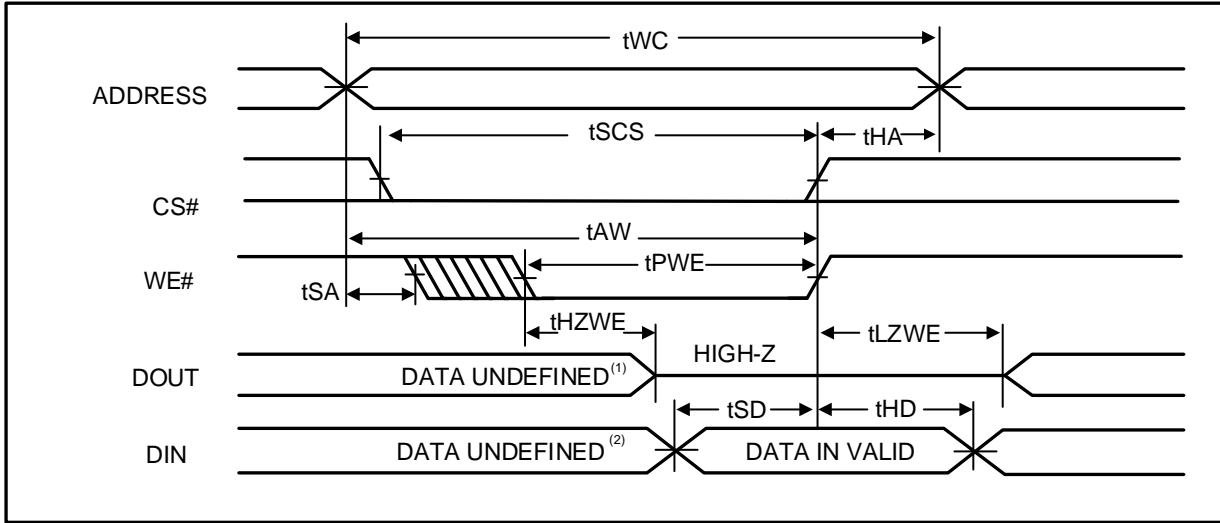 tWC
ADDRESS
tSCS
tHA
CS#
tAW
WE#
tPWE
tSA
tHZWE
tLZWE
HIGH-Z
DOUT
DATA UNDEFINED(1)
tSD
tHD
DIN
DATA UNDEFINED(2)
DATA IN VALID